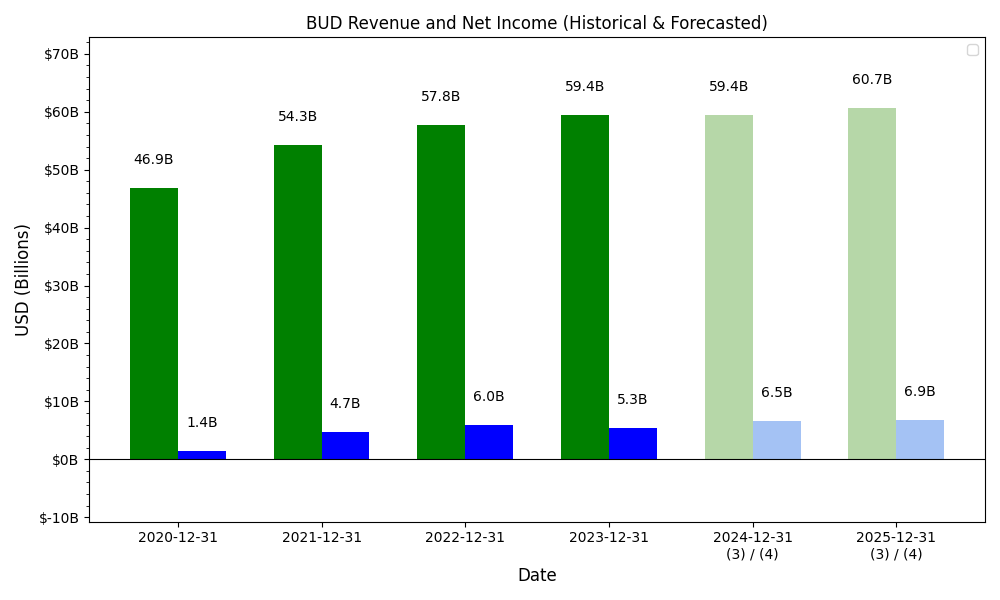 BUD Revenue and Net Income (Historical & Forecasted)
$70B
$60B
$50B
$40B
$30B
$20B
$10B
$0B
$-10B
USD (Billions)
46.9B
1.4B
54.3B
4.7B
57.8B
6.0B
59.4B
5.3B
59.4B
6.5B
60.7B
6.9B
2020-12-31
2021-12-31
2022-12-31
2023-12-31
2024-12-31
(3) / (4)
2025-12-31
(3) / (4)
Date